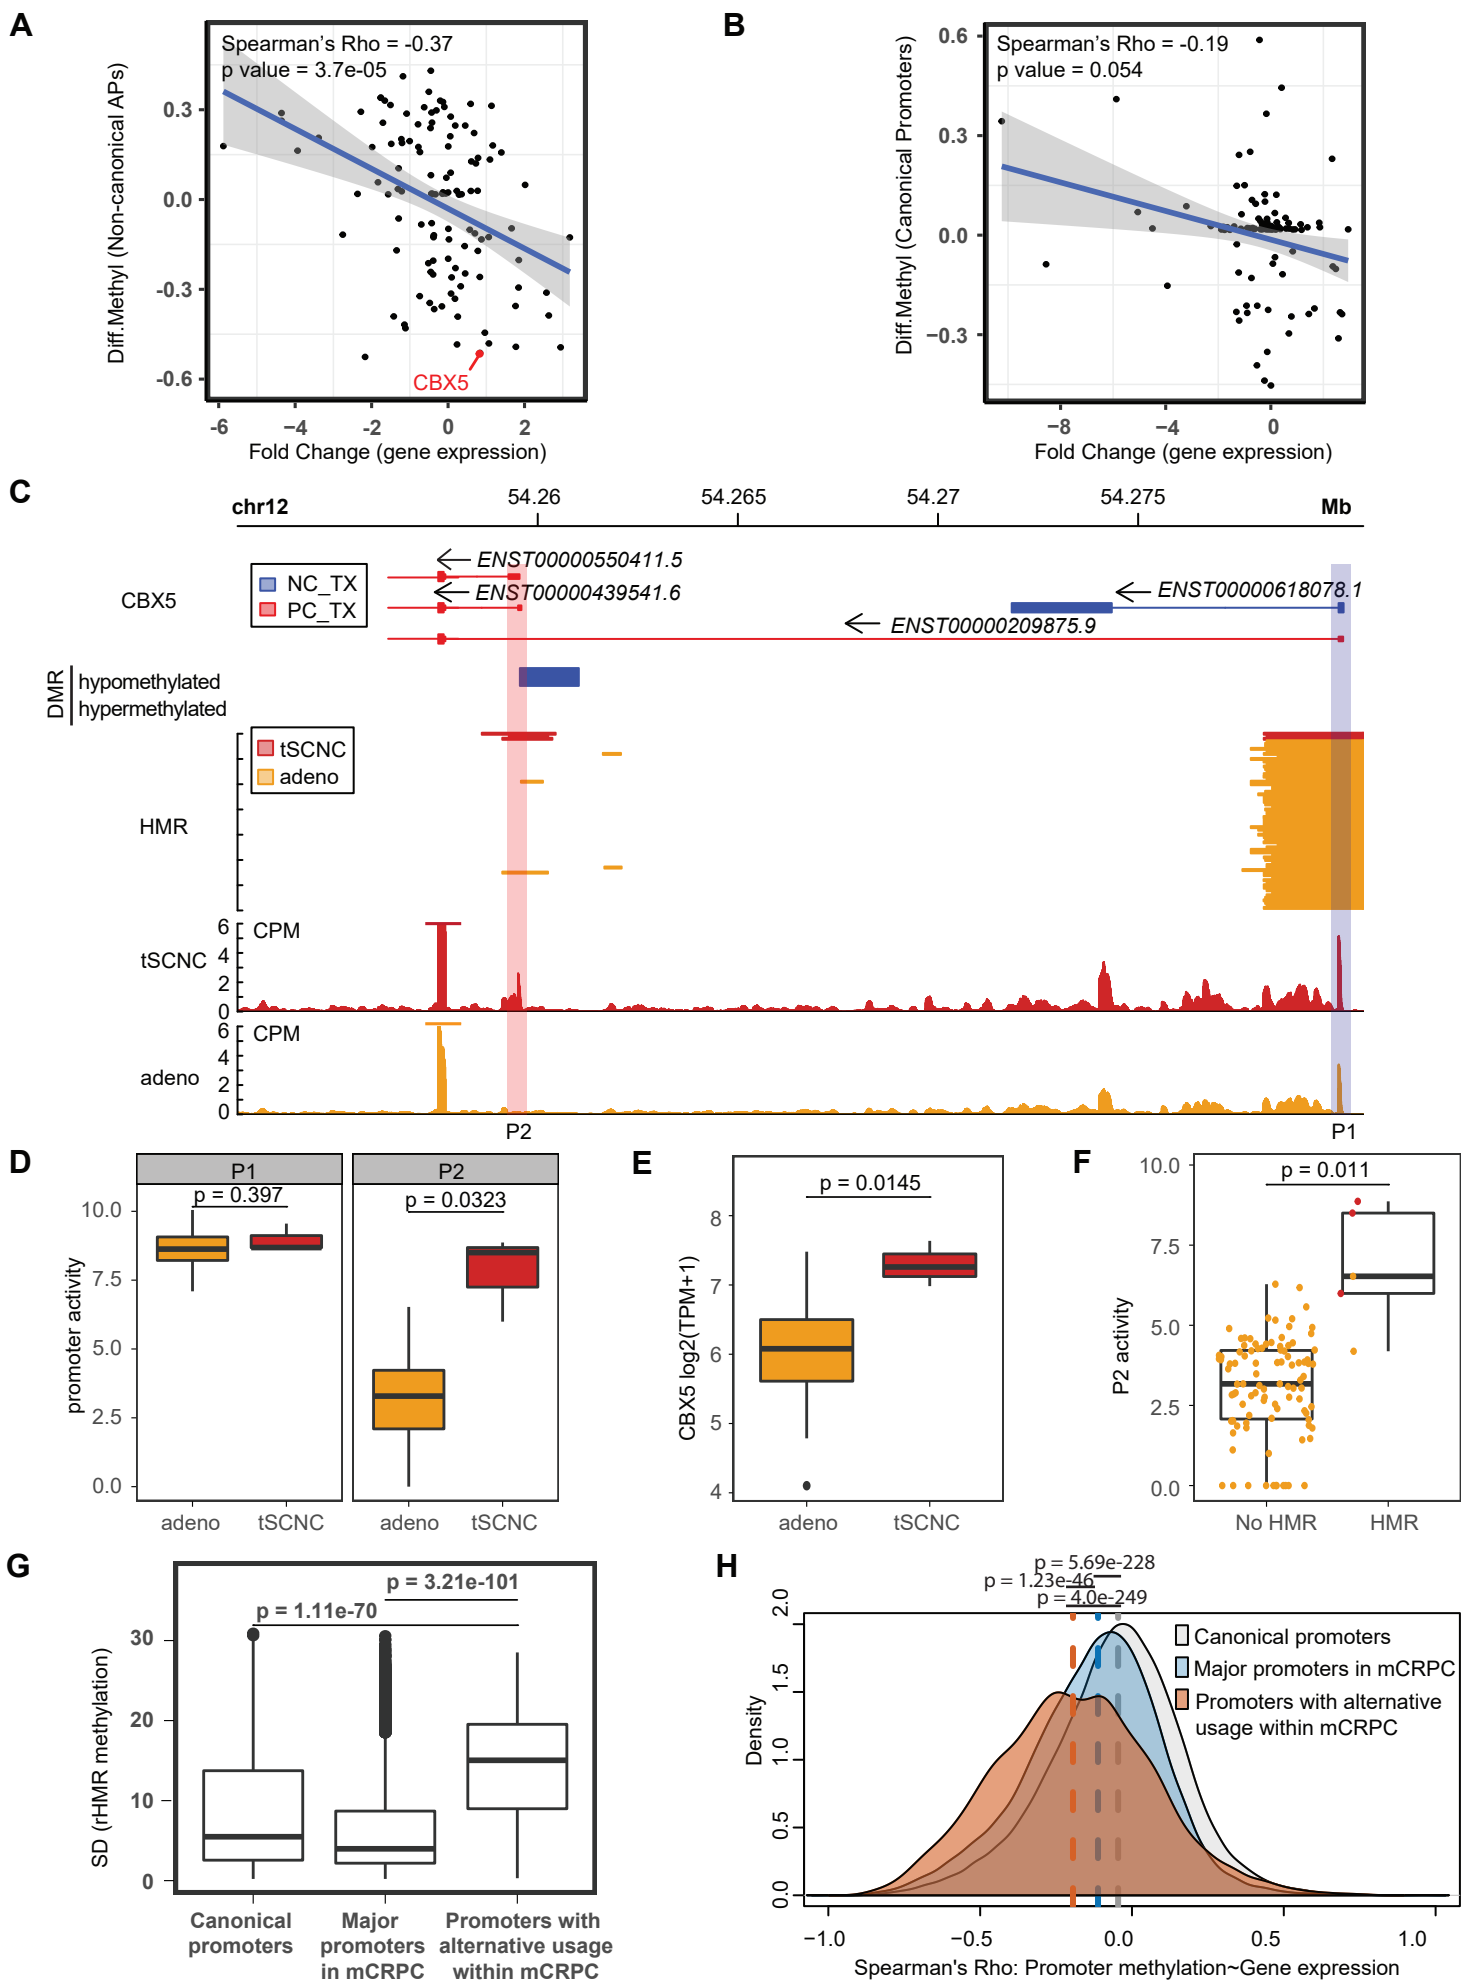 A
Spearman's Rho = -0.37
p value = 3.7e-05
Diff.Methyl (Non-canonical APs)
0.3
0.0
-0.3
-0.6
CBX5
-6 -4 -2 0 2
Fold Change (gene expression)
B
Spearman's Rho = -0.19
p value = 0.054
Diff.Methyl (Canonical Promoters)
0.6
0.3
0.0
−0.3
−8 −4 0
Fold Change (gene expression)
C
chr12 54.26 54.265 54.27 54.275 Mb
CBX5
NC_TX
PC_TX
ENST00000550411.5
ENST00000439541.6
ENST00000618078.1
ENST00000209875.9
DMR
hypomethylated
hypermethylated
tSCNC
adeno
HMR
tSCNC
6
4
2
0
CPM
adeno
6
4
2
0
CPM
P2 P1
D
P1 P2
p = 0.397
p = 0.0323
promoter activity
10.0
7.5
5.0
2.5
0.0
adeno tSCNC adeno tSCNC
E
p = 0.0145
CBX5 log2(TPM+1)
8
7
6
5
4
adeno tSCNC
F
p = 0.011
P2 activity
10.0
7.5
5.0
2.5
0.0
No HMR HMR
G
p = 3.21e-101
p = 1.11e-70
SD (rHMR methylation)
30
20
10
0
Canonical
promoters
Major
promoters
in mCRPC
Promoters with
alternative usage
within mCRPC
H
p = 5.69e-228
p = 1.23e-46
p = 4.0e-249
Density
2.0
1.5
1.0
0.5
0.0
Canonical promoters
Major promoters in mCRPC
Promoters with alternative
usage within mCRPC
−1.0 −0.5 0.0 0.5 1.0
Spearman's Rho: Promoter methylation~Gene expression